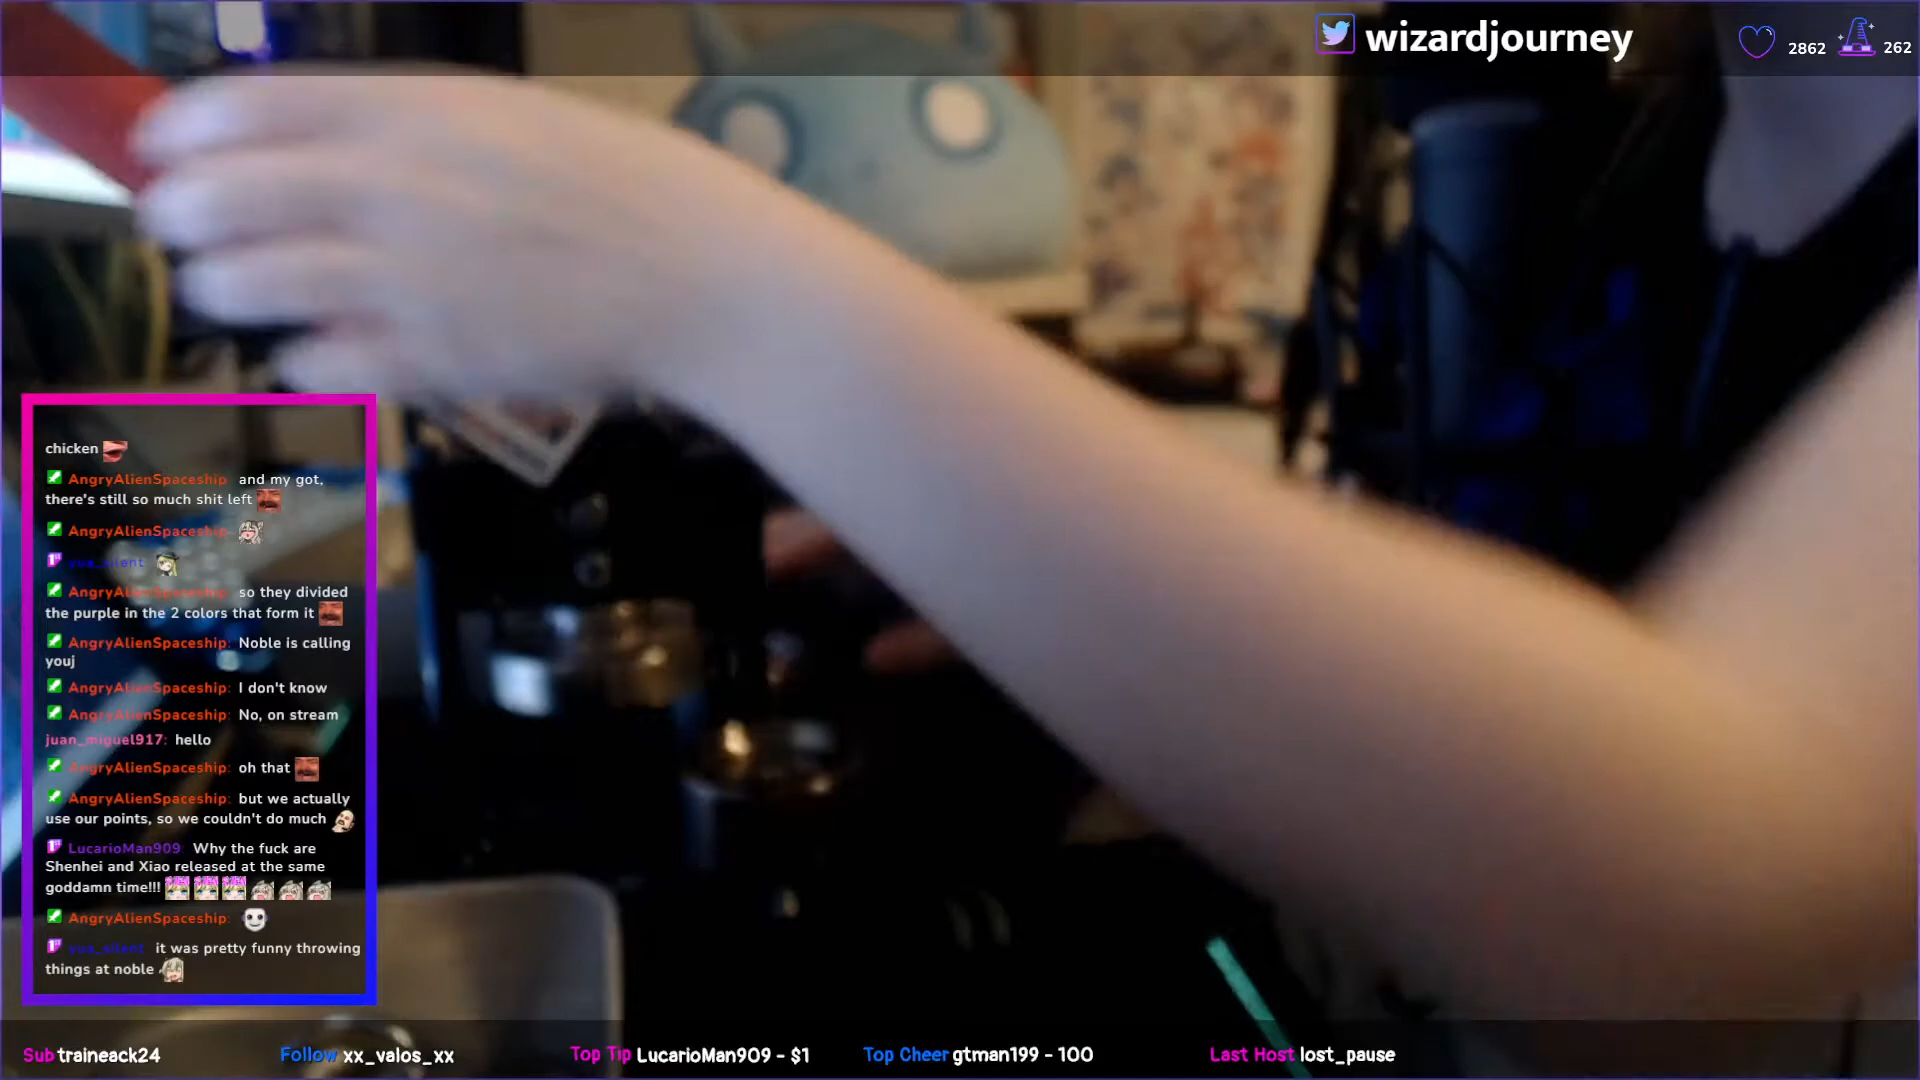 wizardjourney
2862
262
chicken
AngryAlienSpaceship and my got,
there's still so much shit left
AngryAlienSpaceship
yua_silent
AngryAlienSpaceship so they divided
the purple in the 2 colors that form it
AngryAlienSpaceship: Noble is calling
youj
AngryAlienSpaceship: I don't know
AngryAlienSpaceship: No, on stream
juan_miguel917: hello
AngryAlienSpaceship: oh that
AngryAlienSpaceship: but we actually
use our points, so we couldn't do much
LucarioMan909 Why the fuck are
Shenhei and Xiao released at the same
goddamn time!!!
AngryAlienSpaceship:
yua_silent it was pretty funny throwing
things at noble
Sub traineack24
Follow xx_valos_xx
Top Tip LucarioMan909 - $1
Top Cheer gtman199 - 100
Last Host lost_pause